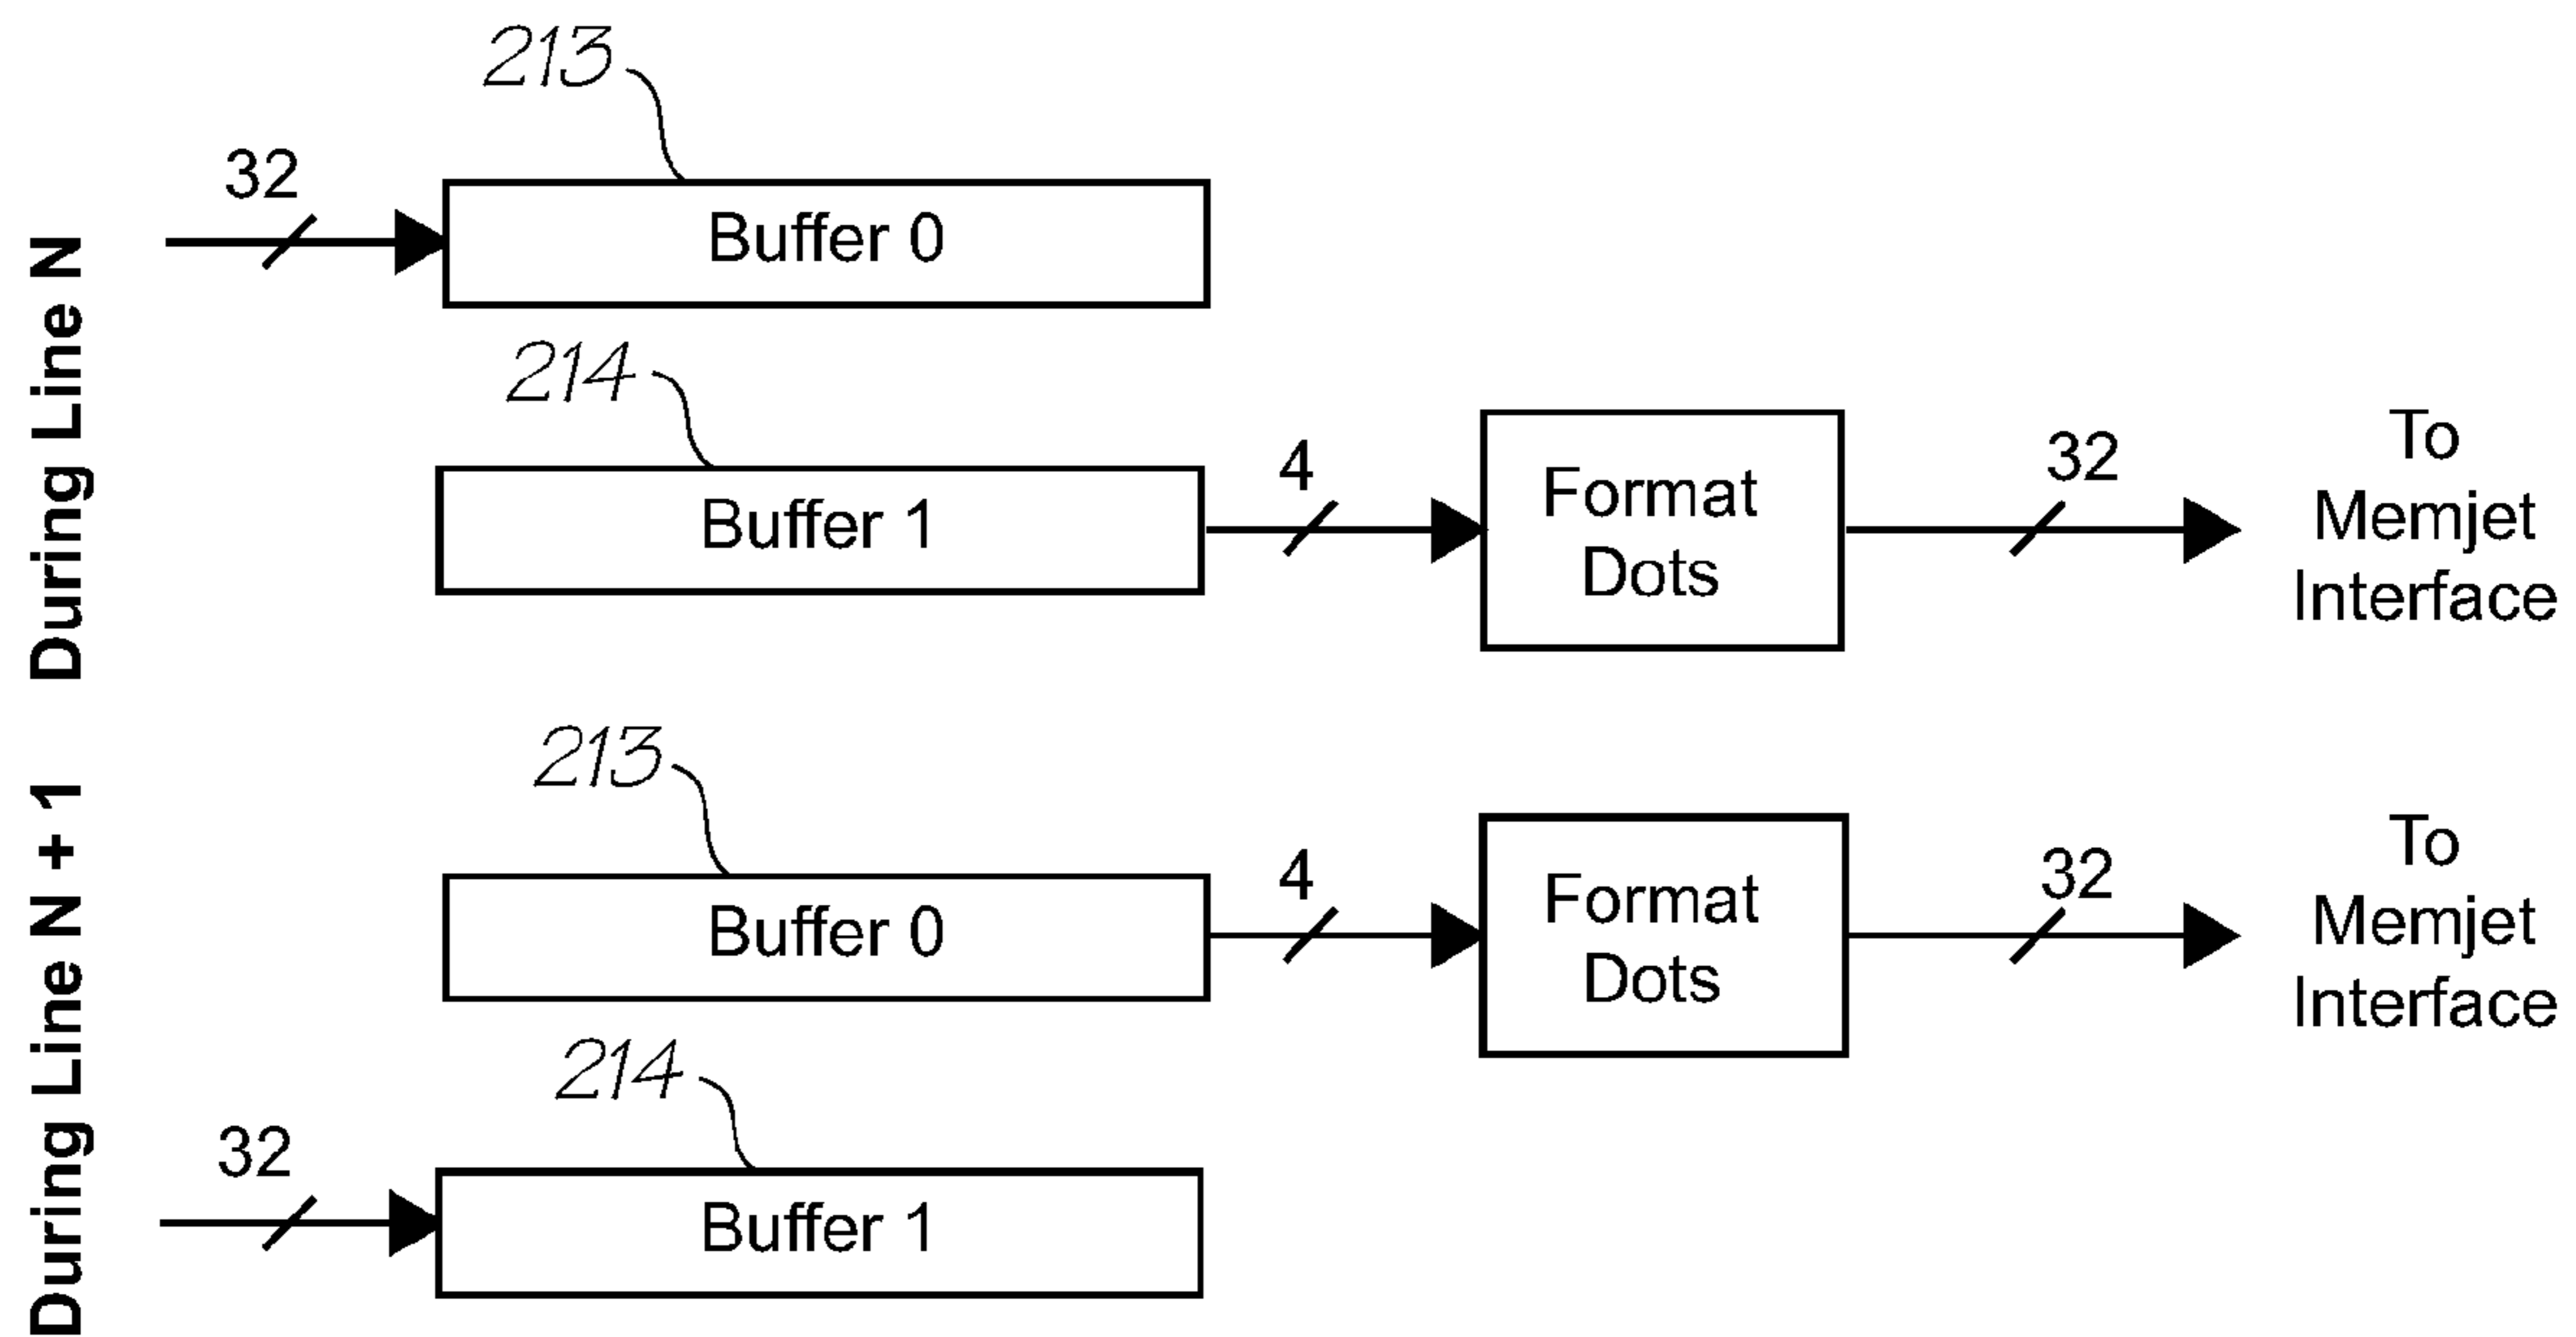 During Line N
213
32
Buffer 0
214
Buffer 1
4
Format
Dots
32
To
Memjet
Interface
During Line N + 1
213
Buffer 0
4
Format
Dots
32
To
Memjet
Interface
214
32
Buffer 1